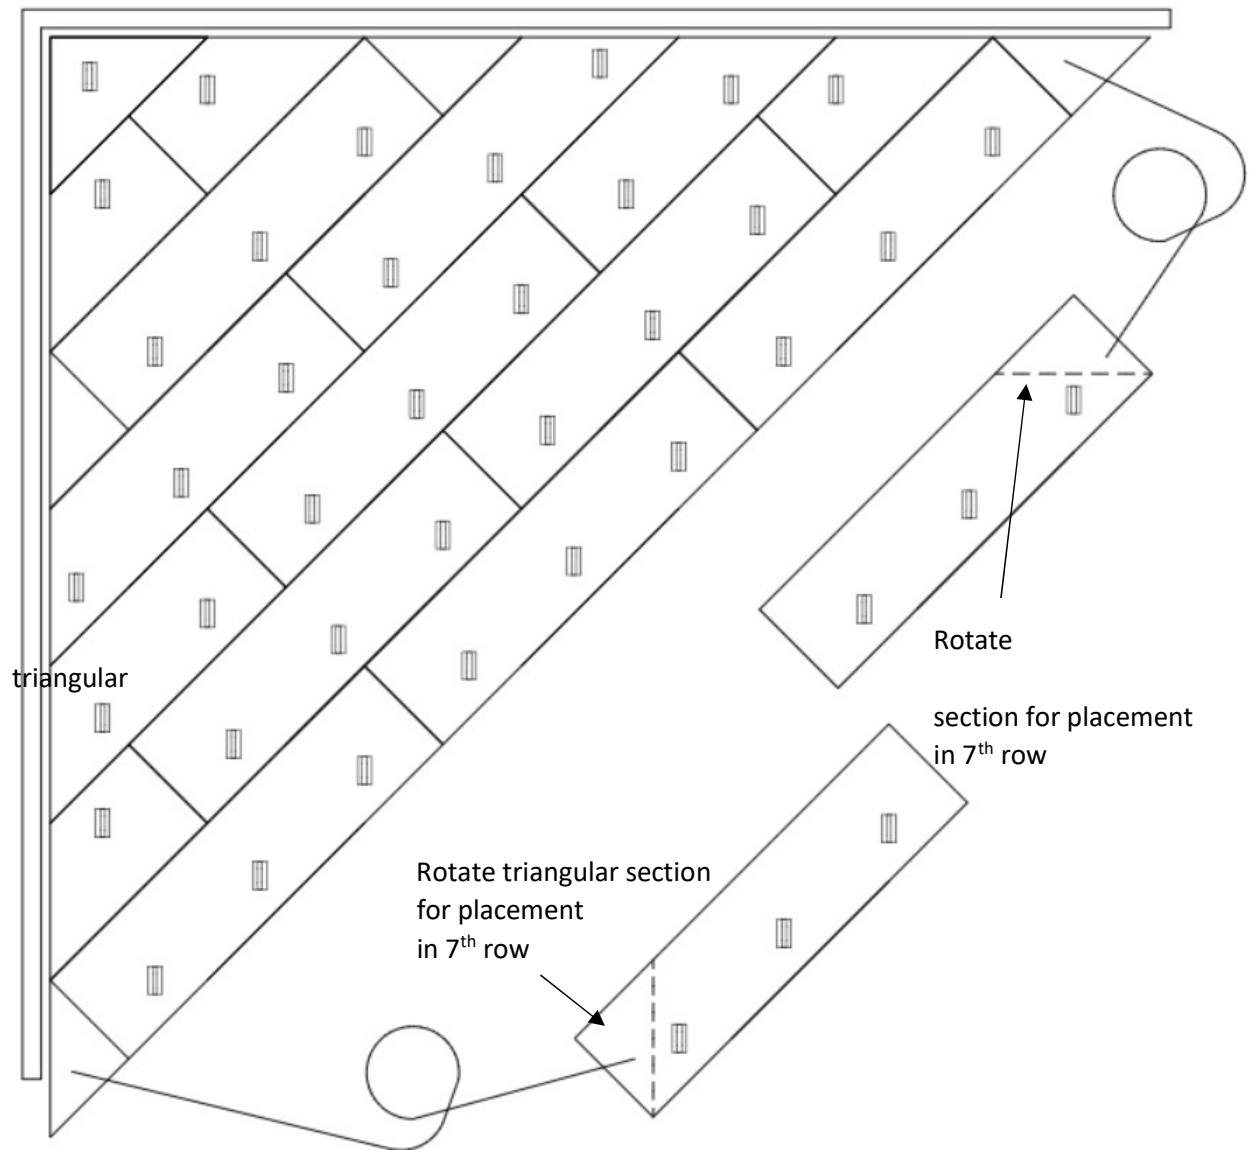 Rotate
triangular
section for placement
in 7th row
Rotate triangular section
for placement
in 7th row